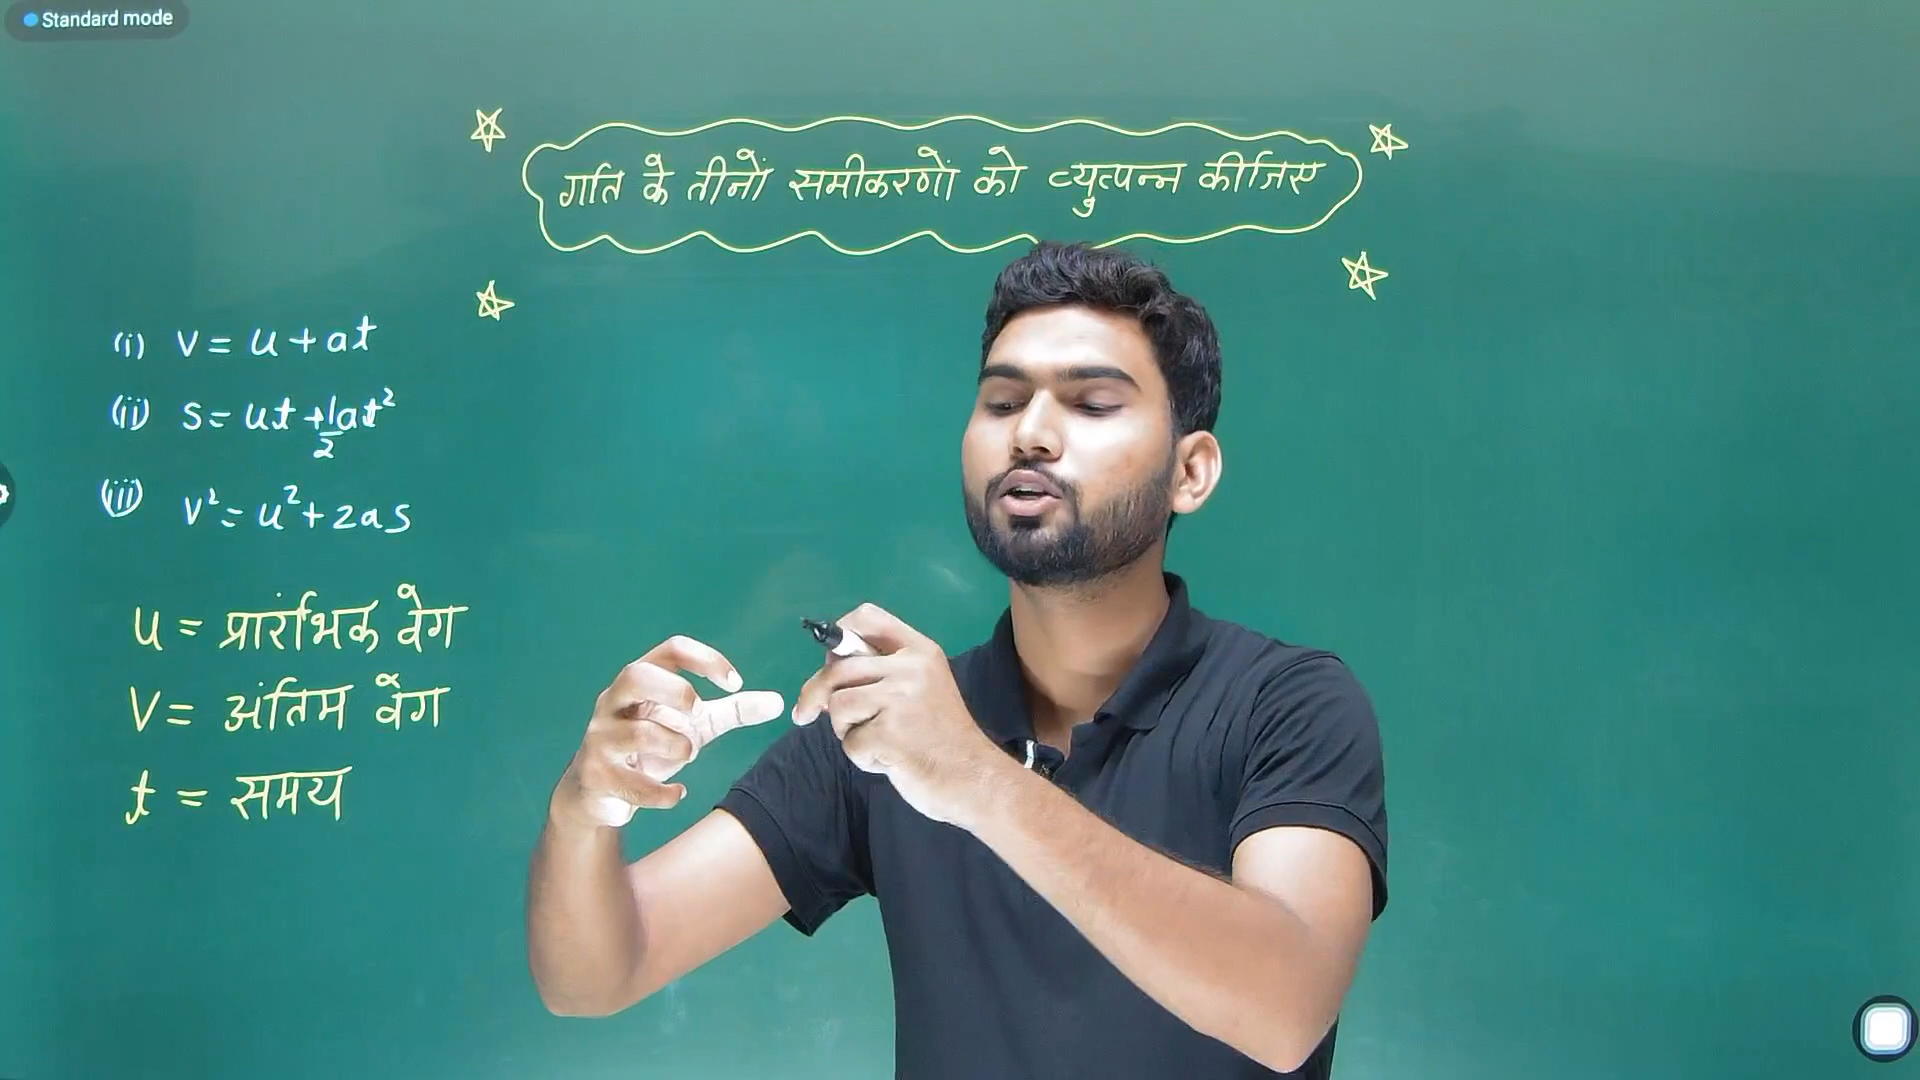 Standard mode
गति के तीनों समीकरणों को व्युत्पन्न कीजिए
(i) v = u + at
(ii) s = ut + 1/2 at²
(iii) v² = u² + 2as
u = प्रारंभिक वेग
v = अंतिम वेग
t = समय